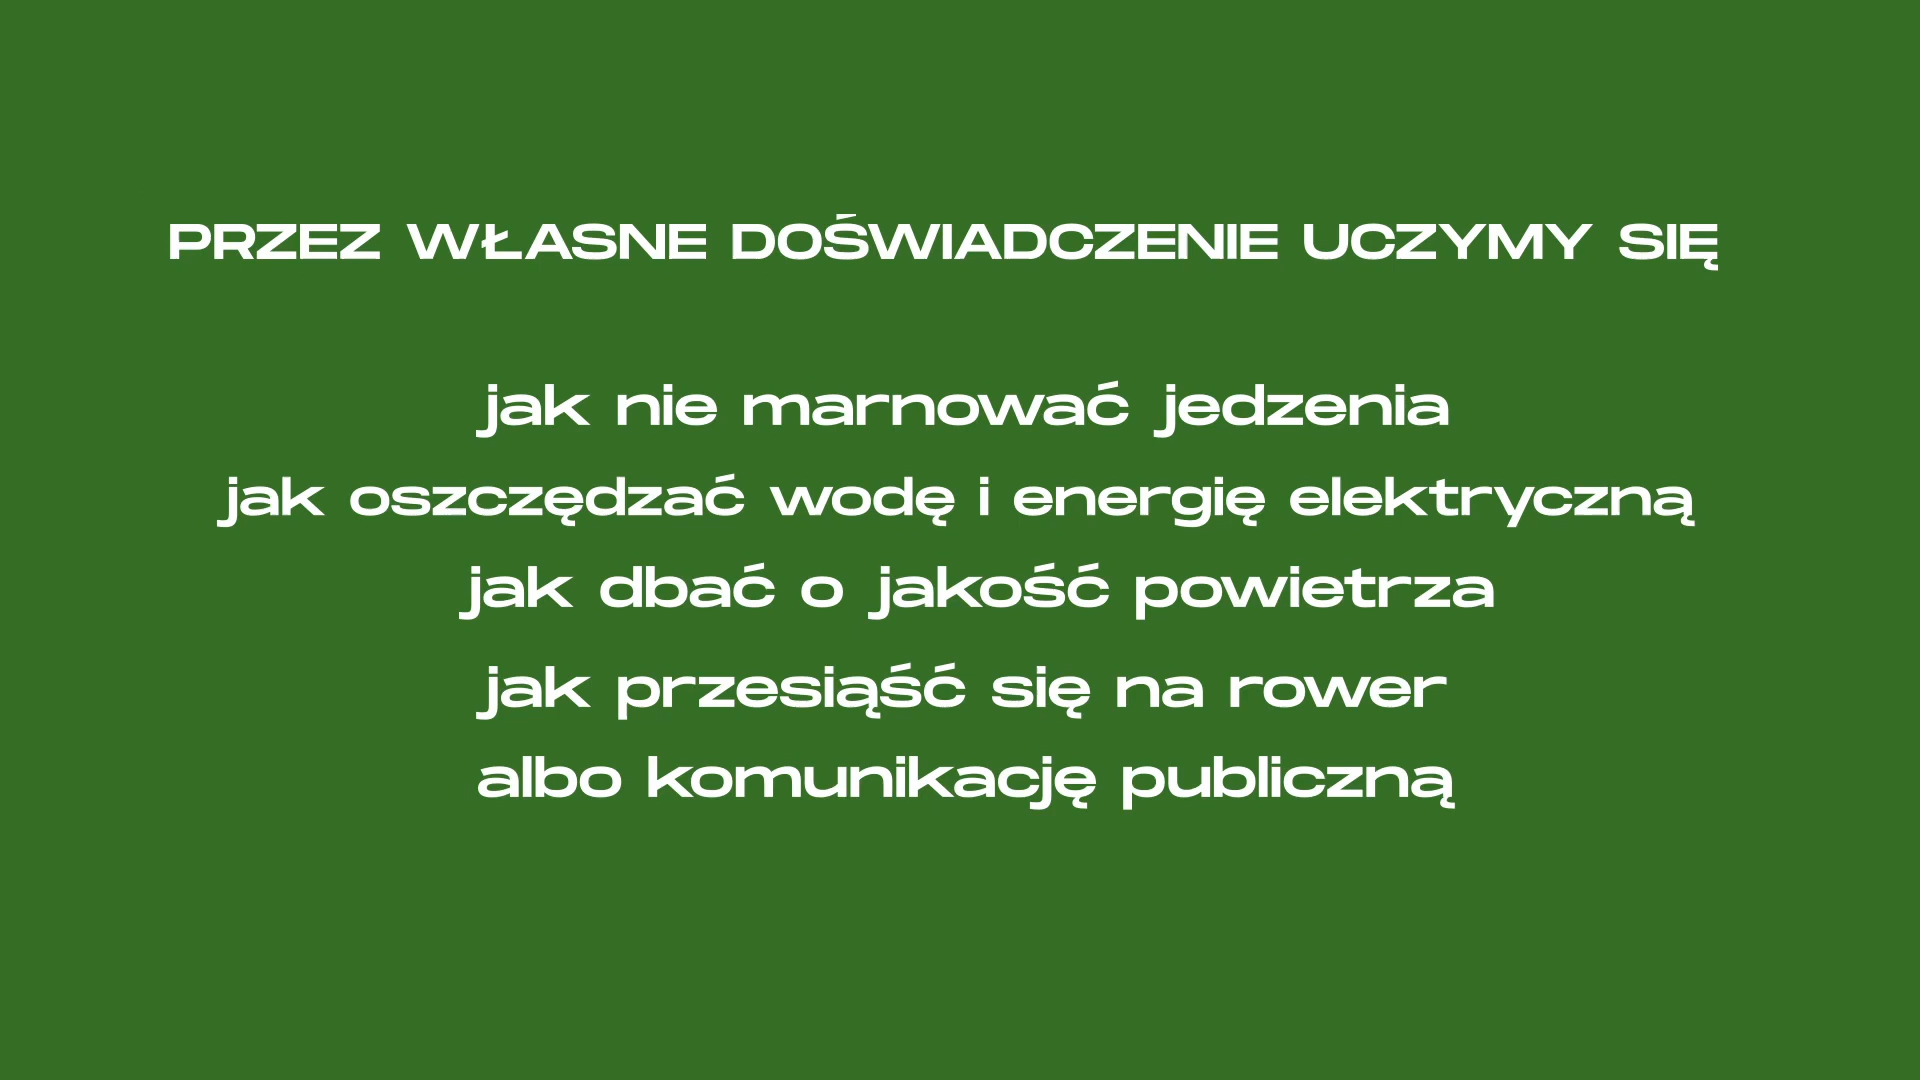 PRZEZ WŁASNE DOŚWIADCZENIE UCZYMY SIĘ
jak nie marnować jedzenia
jak oszczędzać wodę i energię elektryczną
jak dbać o jakość powietrza
jak przesiąść się na rower
albo komunikację publiczną